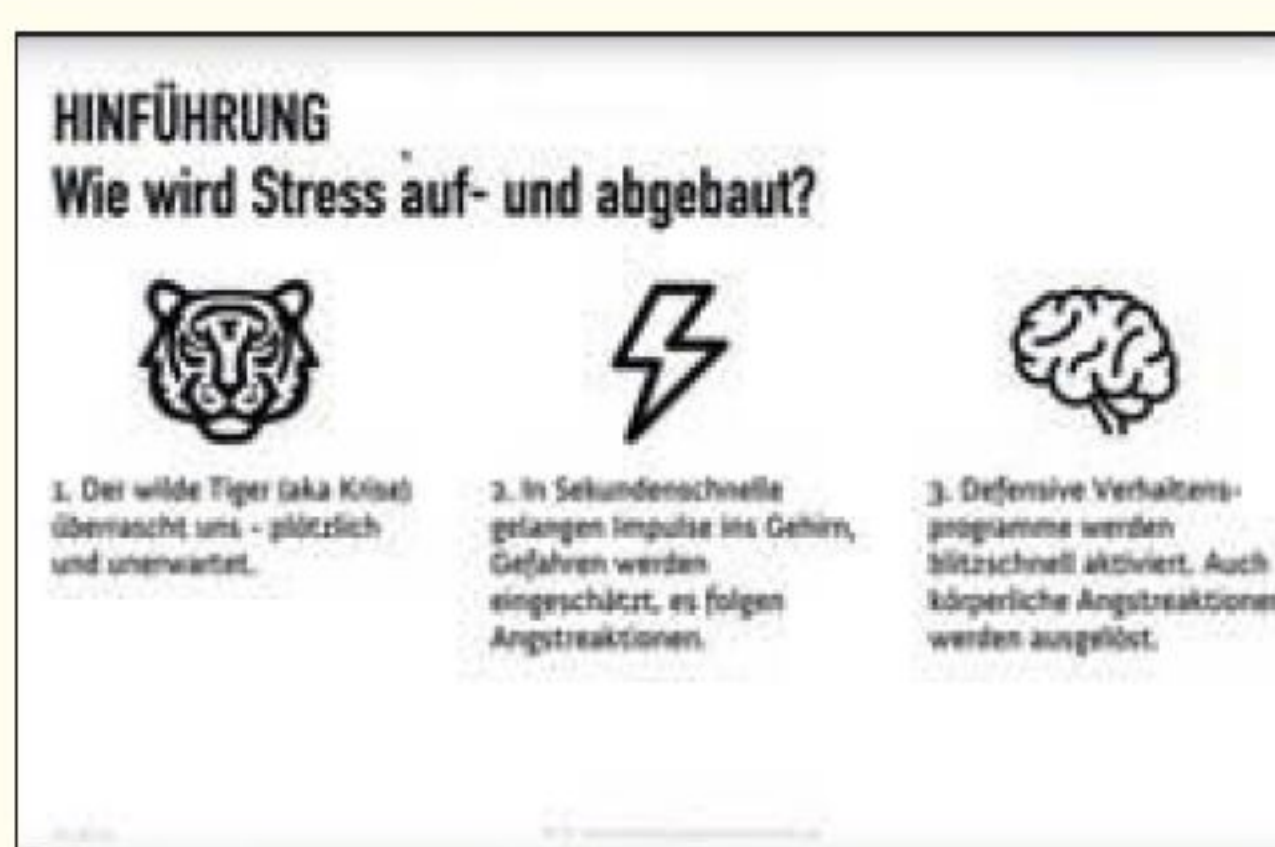 HINFÜHRUNG
Wie wird Stress auf- und abgebaut?
1. Der wilde Tiger (aka Krise)
überrascht uns - plötzlich
und unerwartet.
2. In Sekundenschnelle
gelangen Impulse ins Gehirn,
Gefahren werden
eingeschätzt, es folgen
Angstreaktionen.
3. Defensive Verhaltens-
programme werden
blitzschnell aktiviert. Auch
körperliche Angstreaktionen
werden ausgelöst.